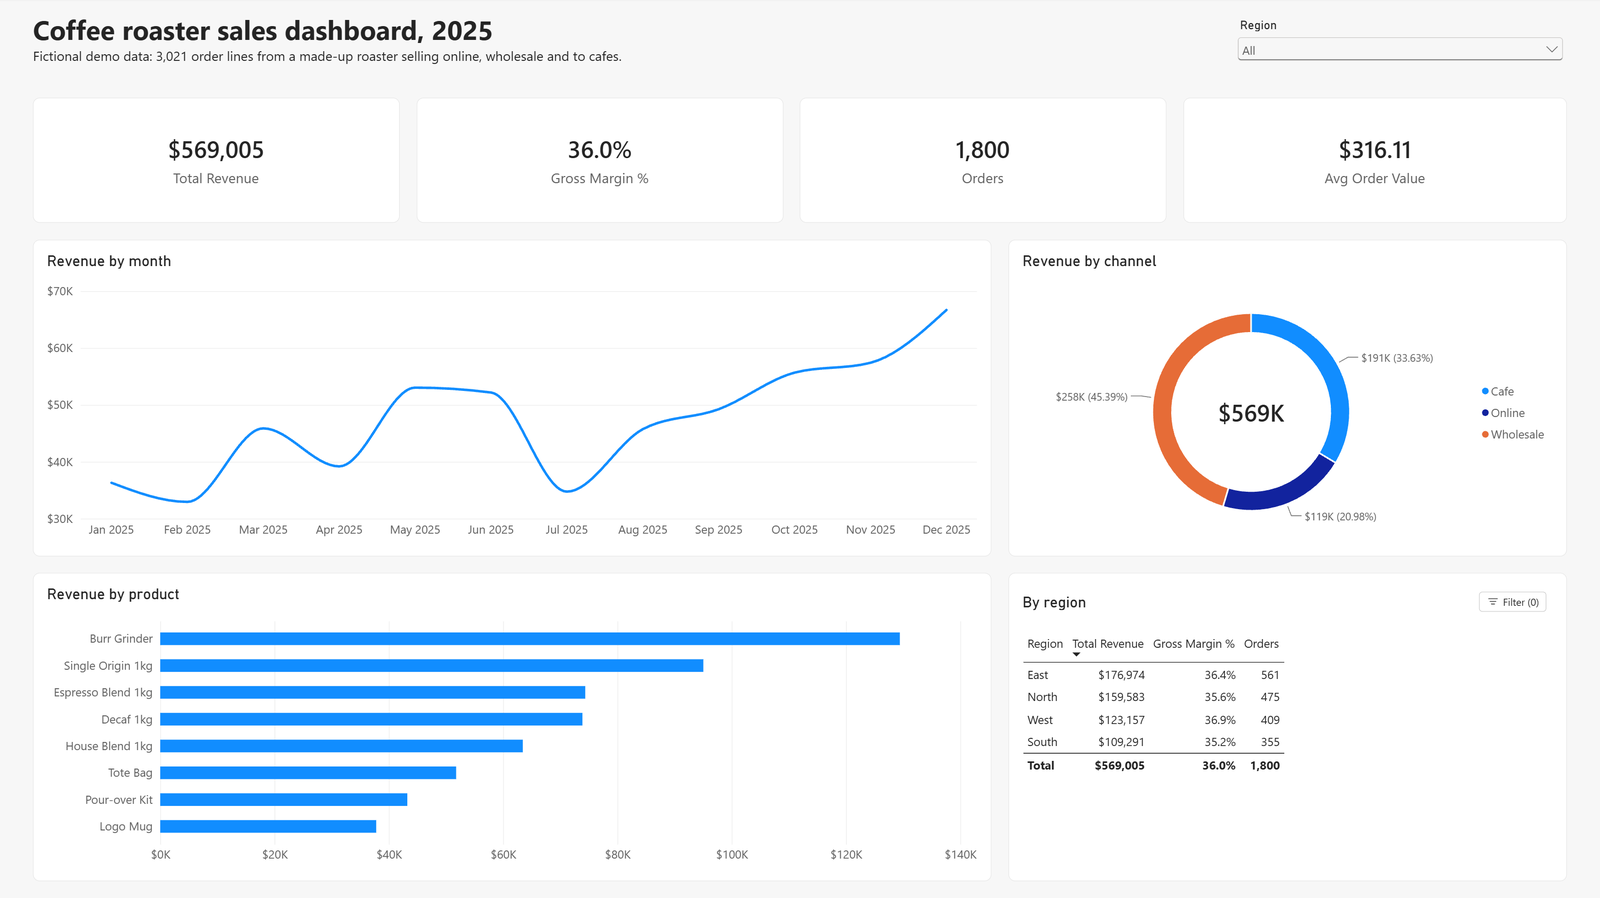 Coffee roaster sales dashboard, 2025
Fictional demo data: 3,021 order lines from a made-up roaster selling online, wholesale and to cafes.
Region
All
$569,005
Total Revenue
36.0%
Gross Margin %
1,800
Orders
$316.11
Avg Order Value
Revenue by month
$70K
$60K
$50K
$40K
$30K
Jan 2025 Feb 2025 Mar 2025 Apr 2025 May 2025 Jun 2025 Jul 2025 Aug 2025 Sep 2025 Oct 2025 Nov 2025 Dec 2025
Revenue by channel
$191K (33.63%)
$258K (45.39%)
$569K
$119K (20.98%)
Cafe
Online
Wholesale
Revenue by product
Burr Grinder
Single Origin 1kg
Espresso Blend 1kg
Decaf 1kg
House Blend 1kg
Tote Bag
Pour-over Kit
Logo Mug
$0K $20K $40K $60K $80K $100K $120K $140K
By region
Filter (0)
Region Total Revenue Gross Margin % Orders
East $176,974 36.4% 561
North $159,583 35.6% 475
West $123,157 36.9% 409
South $109,291 35.2% 355
Total $569,005 36.0% 1,800